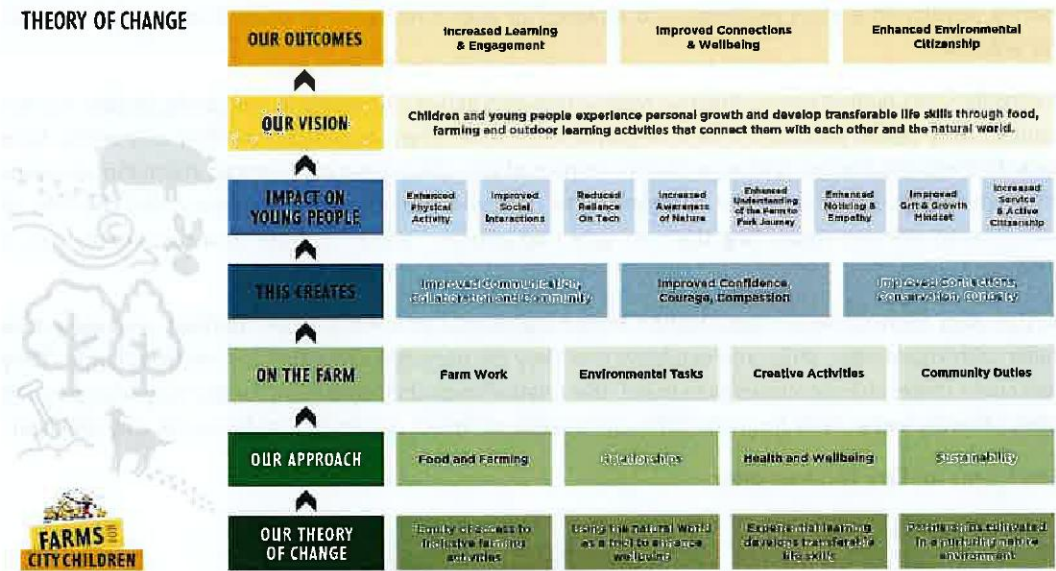 THEORY OF CHANGE
OUR OUTCOMES
Increased Learning
& Engagement
Improved Connections
& Wellbeing
Enhanced Environmental
Citizenship
OUR VISION
Children and young people experience personal growth and develop transferable life skills through food,
farming and outdoor learning activities that connect them with each other and the natural world.
IMPACT ON
YOUNG PEOPLE
Enhanced
Physical
Activity
Improved
Social
Interactions
Reduced
Reliance
On Tech
Increased
Awareness
of Nature
Enhanced
Understanding
of the Farm to
Fork Journey
Enhanced
Noticing &
Empathy
Improved
Grit & Growth
Mindset
Increased
Service
& Active
Citizenship
THIS CREATES
Improved Communication,
Collaboration and Community
Improved Confidence,
Courage, Compassion
Improved Connections,
Conservation, Curiosity
ON THE FARM
Farm Work
Environmental Tasks
Creative Activities
Community Duties
OUR APPROACH
Food and Farming
Relationships
Health and Wellbeing
Sustainability
OUR THEORY
OF CHANGE
Equity of access to
inclusive farming
activities
Using the natural world
as a tool to enhance
wellbeing
Experiential learning
develops transferable
life skills
Partnerships cultivated
in a nurturing nature
environment
FARMS
FOR
CITY CHILDREN